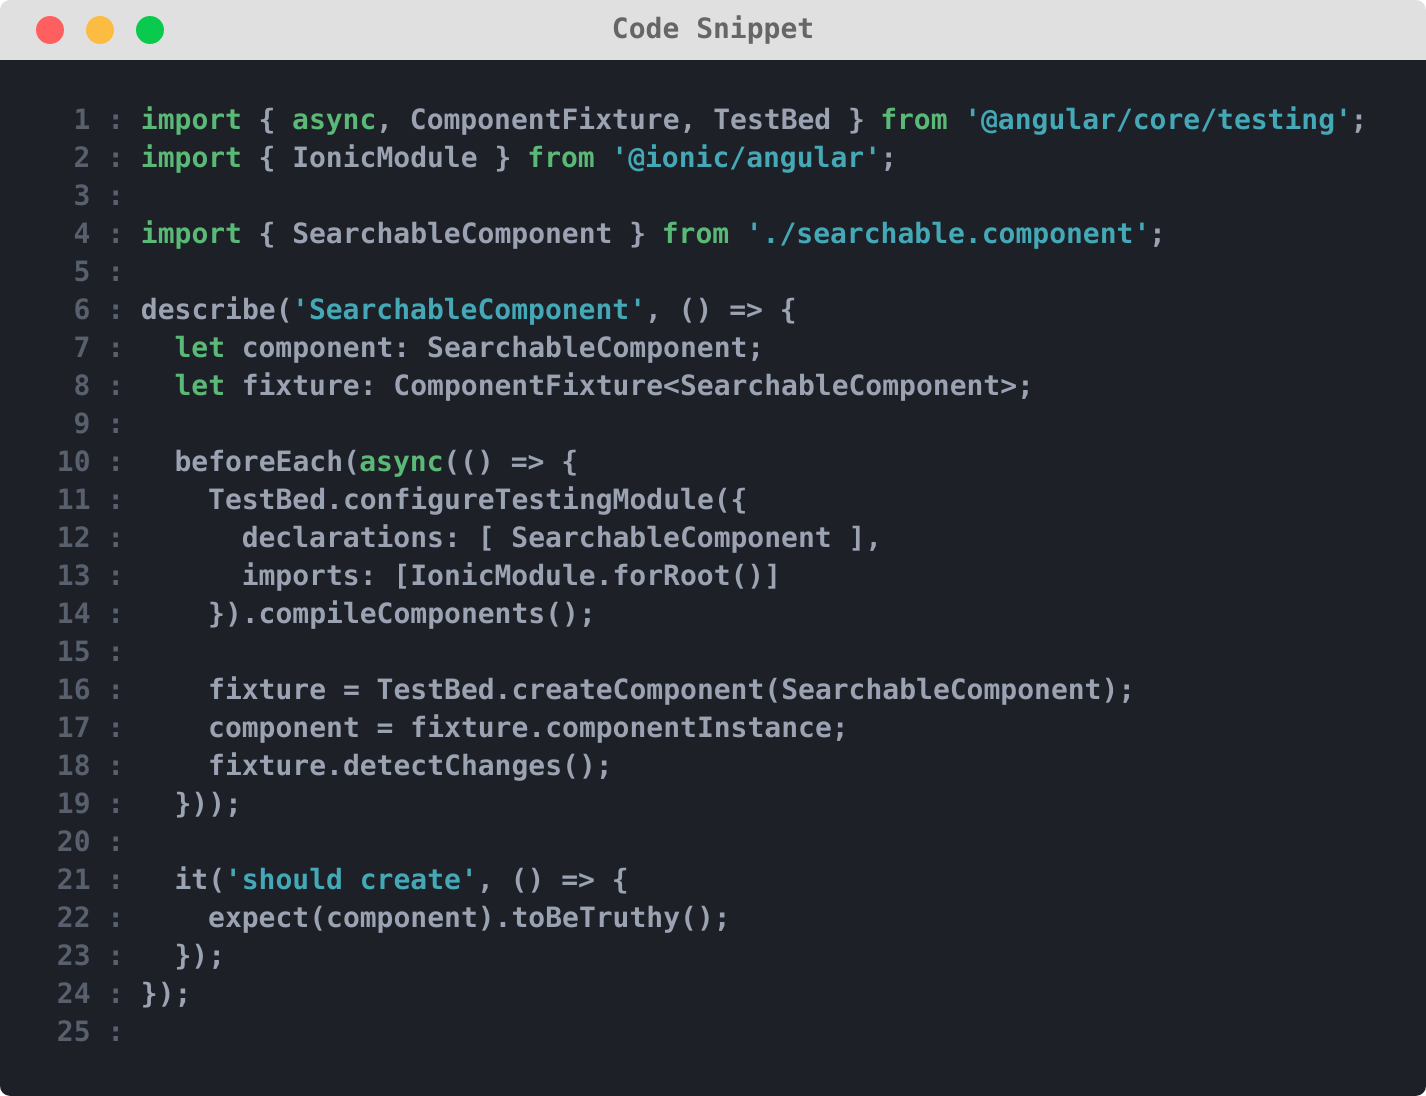 Code Snippet
1 : import { async, ComponentFixture, TestBed } from '@angular/core/testing';
2 : import { IonicModule } from '@ionic/angular';
3 :
4 : import { SearchableComponent } from './searchable.component';
5 :
6 : describe('SearchableComponent', () => {
7 :   let component: SearchableComponent;
8 :   let fixture: ComponentFixture<SearchableComponent>;
9 :
10 :   beforeEach(async(() => {
11 :     TestBed.configureTestingModule({
12 :       declarations: [ SearchableComponent ],
13 :       imports: [IonicModule.forRoot()]
14 :     }).compileComponents();
15 :
16 :     fixture = TestBed.createComponent(SearchableComponent);
17 :     component = fixture.componentInstance;
18 :     fixture.detectChanges();
19 :   }));
20 :
21 :   it('should create', () => {
22 :     expect(component).toBeTruthy();
23 :   });
24 : });
25 :